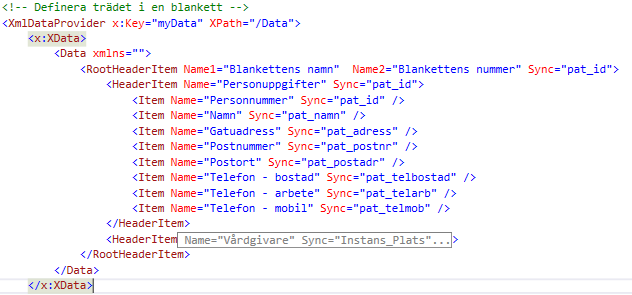 <!-- Definera trädet i en blankett -->
<XmlDataProvider x:Key="myData" XPath="/Data">
<x:XData>
<Data xmlns="">
<RootHeaderItem Name1="Blankettens namn"  Name2="Blankettens nummer" Sync="pat_id">
<HeaderItem Name="Personuppgifter" Sync="pat_id">
<Item Name="Personnummer" Sync="pat_id" />
<Item Name="Namn" Sync="pat_namn" />
<Item Name="Gatuadress" Sync="pat_adress" />
<Item Name="Postnummer" Sync="pat_postnr" />
<Item Name="Postort" Sync="pat_postadr" />
<Item Name="Telefon - bostad" Sync="pat_telbostad" />
<Item Name="Telefon - arbete" Sync="pat_telarb" />
<Item Name="Telefon - mobil" Sync="pat_telmob" />
</HeaderItem>
<HeaderItem Name="Vårdgivare" Sync="Instans_Plats"...>
</RootHeaderItem>
</Data>
</x:XData>